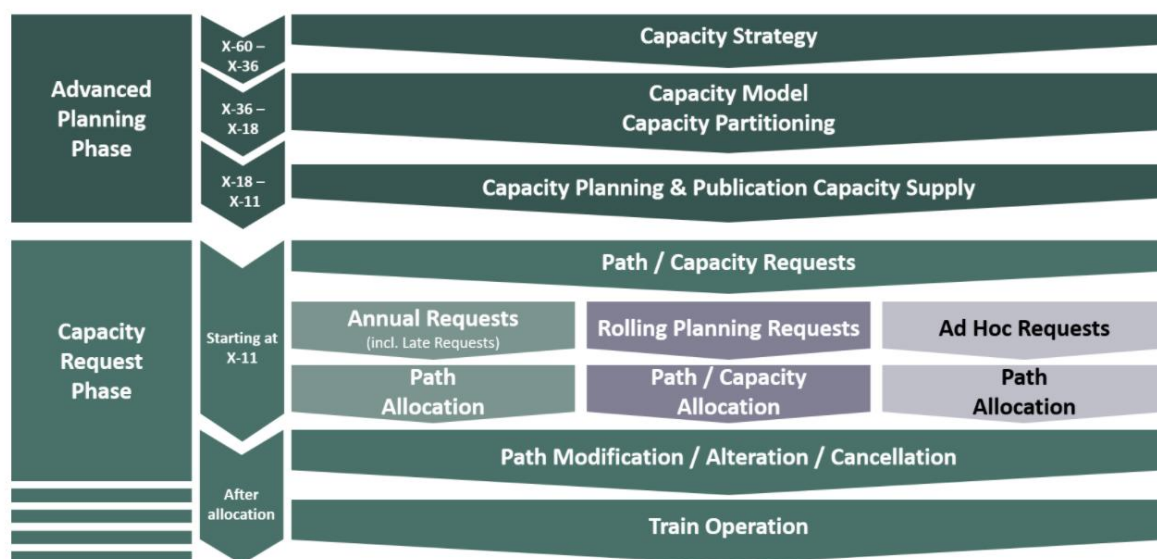 Advanced
Planning
Phase
X-60 –
X-36
Capacity Strategy
X-36 –
X-18
Capacity Model
Capacity Partitioning
X-18 –
X-11
Capacity Planning & Publication Capacity Supply
Capacity
Request
Phase
Starting at
X-11
Path / Capacity Requests
Annual Requests
(incl. Late Requests)
Rolling Planning Requests
Ad Hoc Requests
Path
Allocation
Path / Capacity
Allocation
Path
Allocation
After
allocation
Path Modification / Alteration / Cancellation
Train Operation